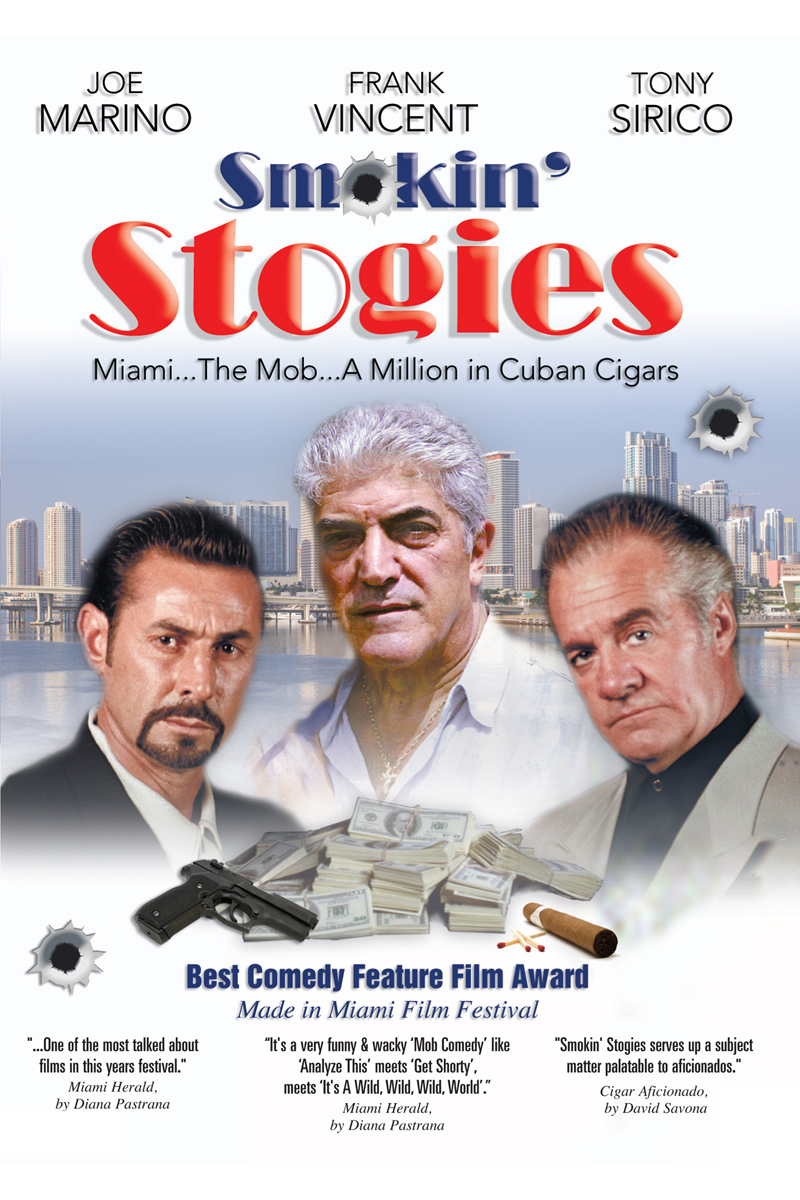 JOE
MARINO
FRANK
VINCENT
TONY
SIRICO
Smokin’
Stogies
Miami...The Mob...A Million in Cuban Cigars
Best Comedy Feature Film Award
Made in Miami Film Festival
"...One of the most talked about
films in this years festival."
Miami Herald,
by Diana Pastrana
“It's a very funny & wacky ‘Mob Comedy’ like
‘Analyze This’ meets ‘Get Shorty’,
meets ‘It's A Wild, Wild, Wild, World’.”
Miami Herald,
by Diana Pastrana
"Smokin' Stogies serves up a subject
matter palatable to aficionados."
Cigar Aficionado,
by David Savona